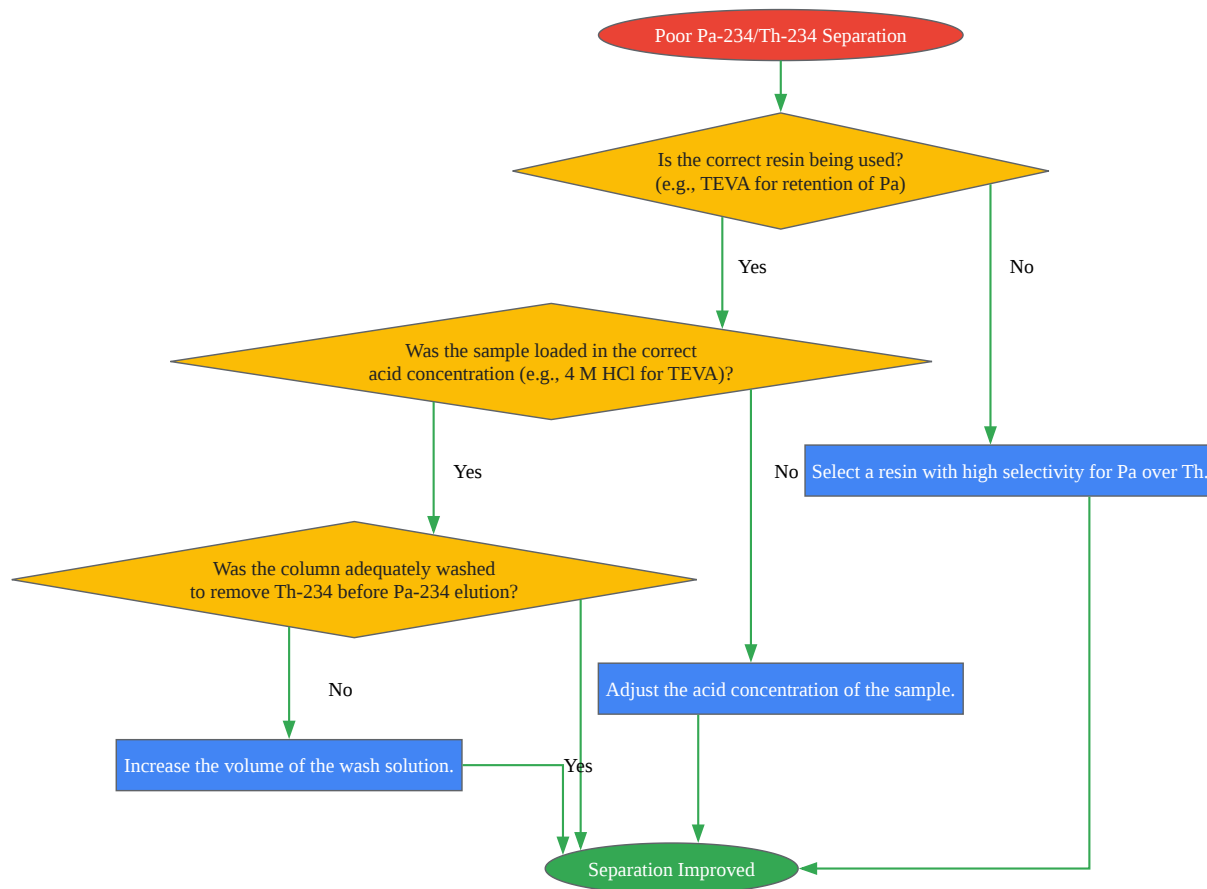 Poor Pa-234/Th-234 Separation
Is the correct resin being used?
(e.g., TEVA for retention of Pa)
Yes
No
Was the sample loaded in the correct
acid concentration (e.g., 4 M HCl for TEVA)?
Yes
No
Select a resin with high selectivity for Pa over Th.
Was the column adequately washed
to remove Th-234 before Pa-234 elution?
No
Adjust the acid concentration of the sample.
Increase the volume of the wash solution.
Yes
Separation Improved